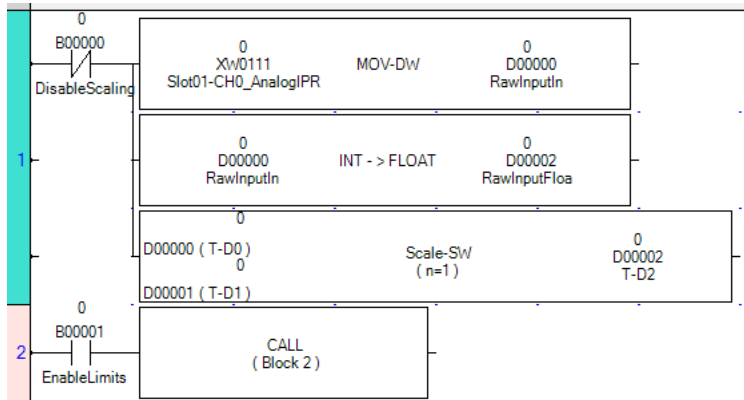 0
B00000
DisableScaling
0 0
XW0111 MOV-DW D00000
Slot01-CH0_AnalogIPR RawInputIn
1
0 0
D00000 INT - > FLOAT D00002
RawInputIn RawInputFloa
0
D00000 ( T-D0 )
0
D00001 ( T-D1 )
Scale-SW
( n=1 )
0
D00002
T-D2
0
B00001
2
EnableLimits
CALL
( Block 2 )